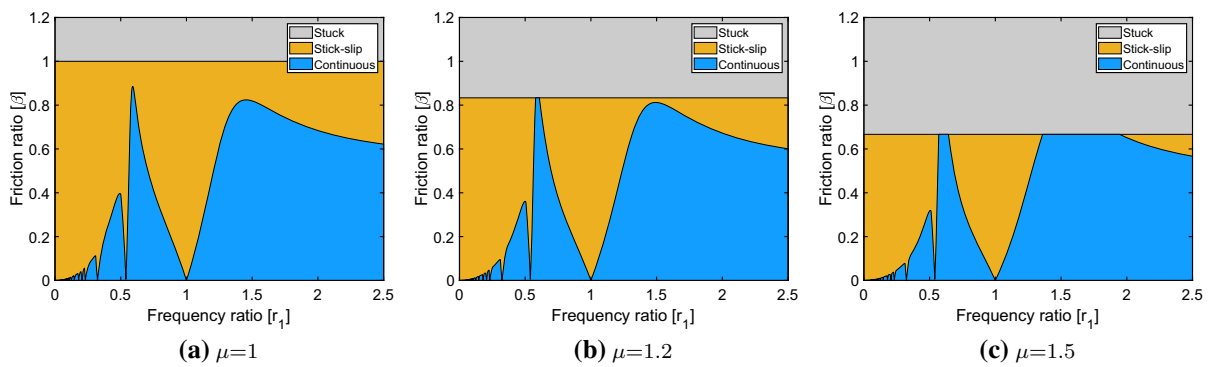 1.2
1
0.8
0.6
0.4
0.2
0
Friction ratio [β]
Stuck
Stick-slip
Continuous
0 0.5 1 1.5 2 2.5
Frequency ratio [r1]
(a) μ=1
1.2
1
0.8
0.6
0.4
0.2
0
Friction ratio [β]
Stuck
Stick-slip
Continuous
0 0.5 1 1.5 2 2.5
Frequency ratio [r1]
(b) μ=1.2
1.2
1
0.8
0.6
0.4
0.2
0
Friction ratio [β]
Stuck
Stick-slip
Continuous
0 0.5 1 1.5 2 2.5
Frequency ratio [r1]
(c) μ=1.5